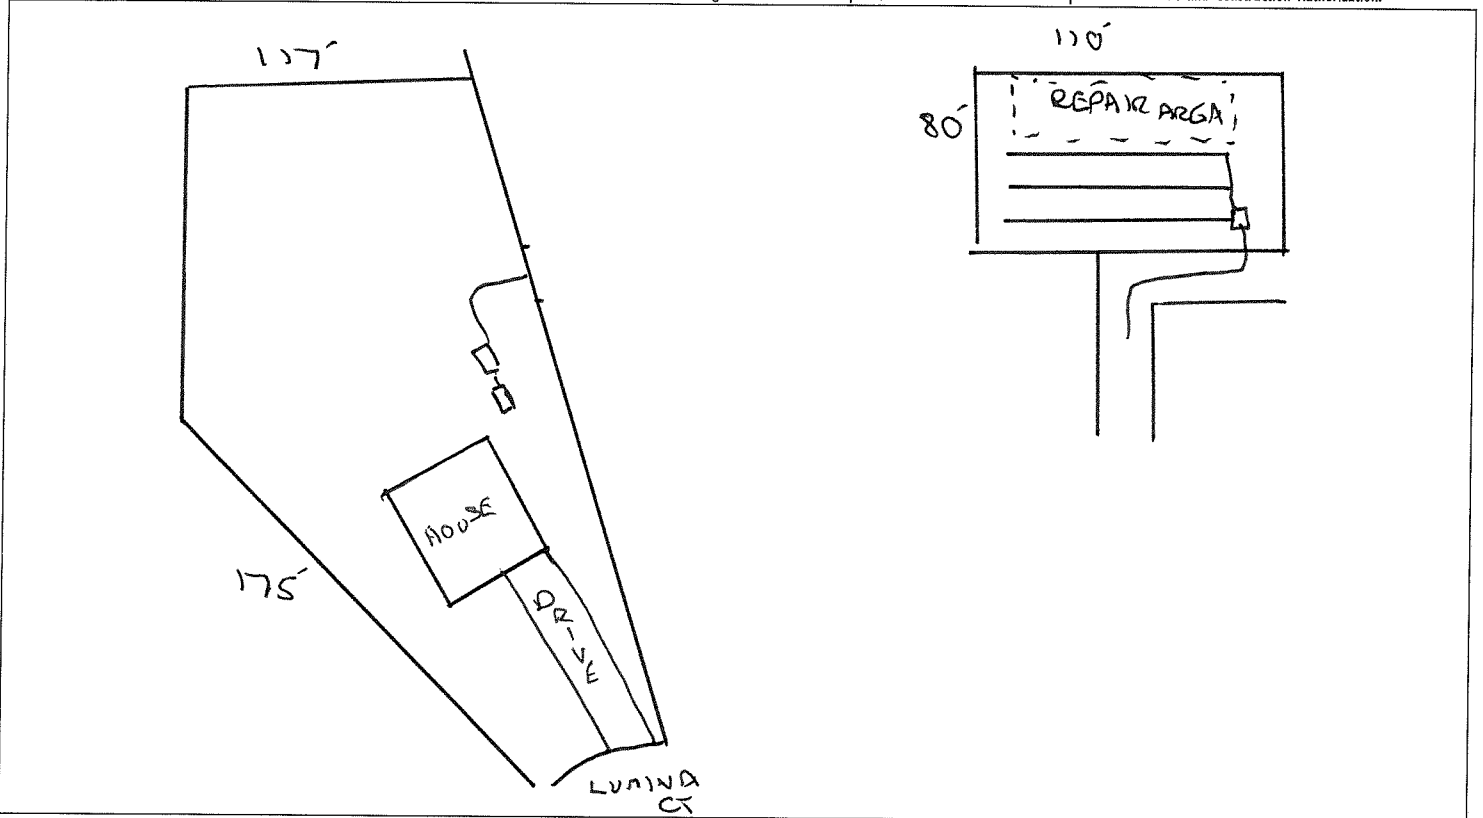 117'
110'
80'
REPAIR AREA
HOUSE
175'
DRIVE
LUMINA
CT